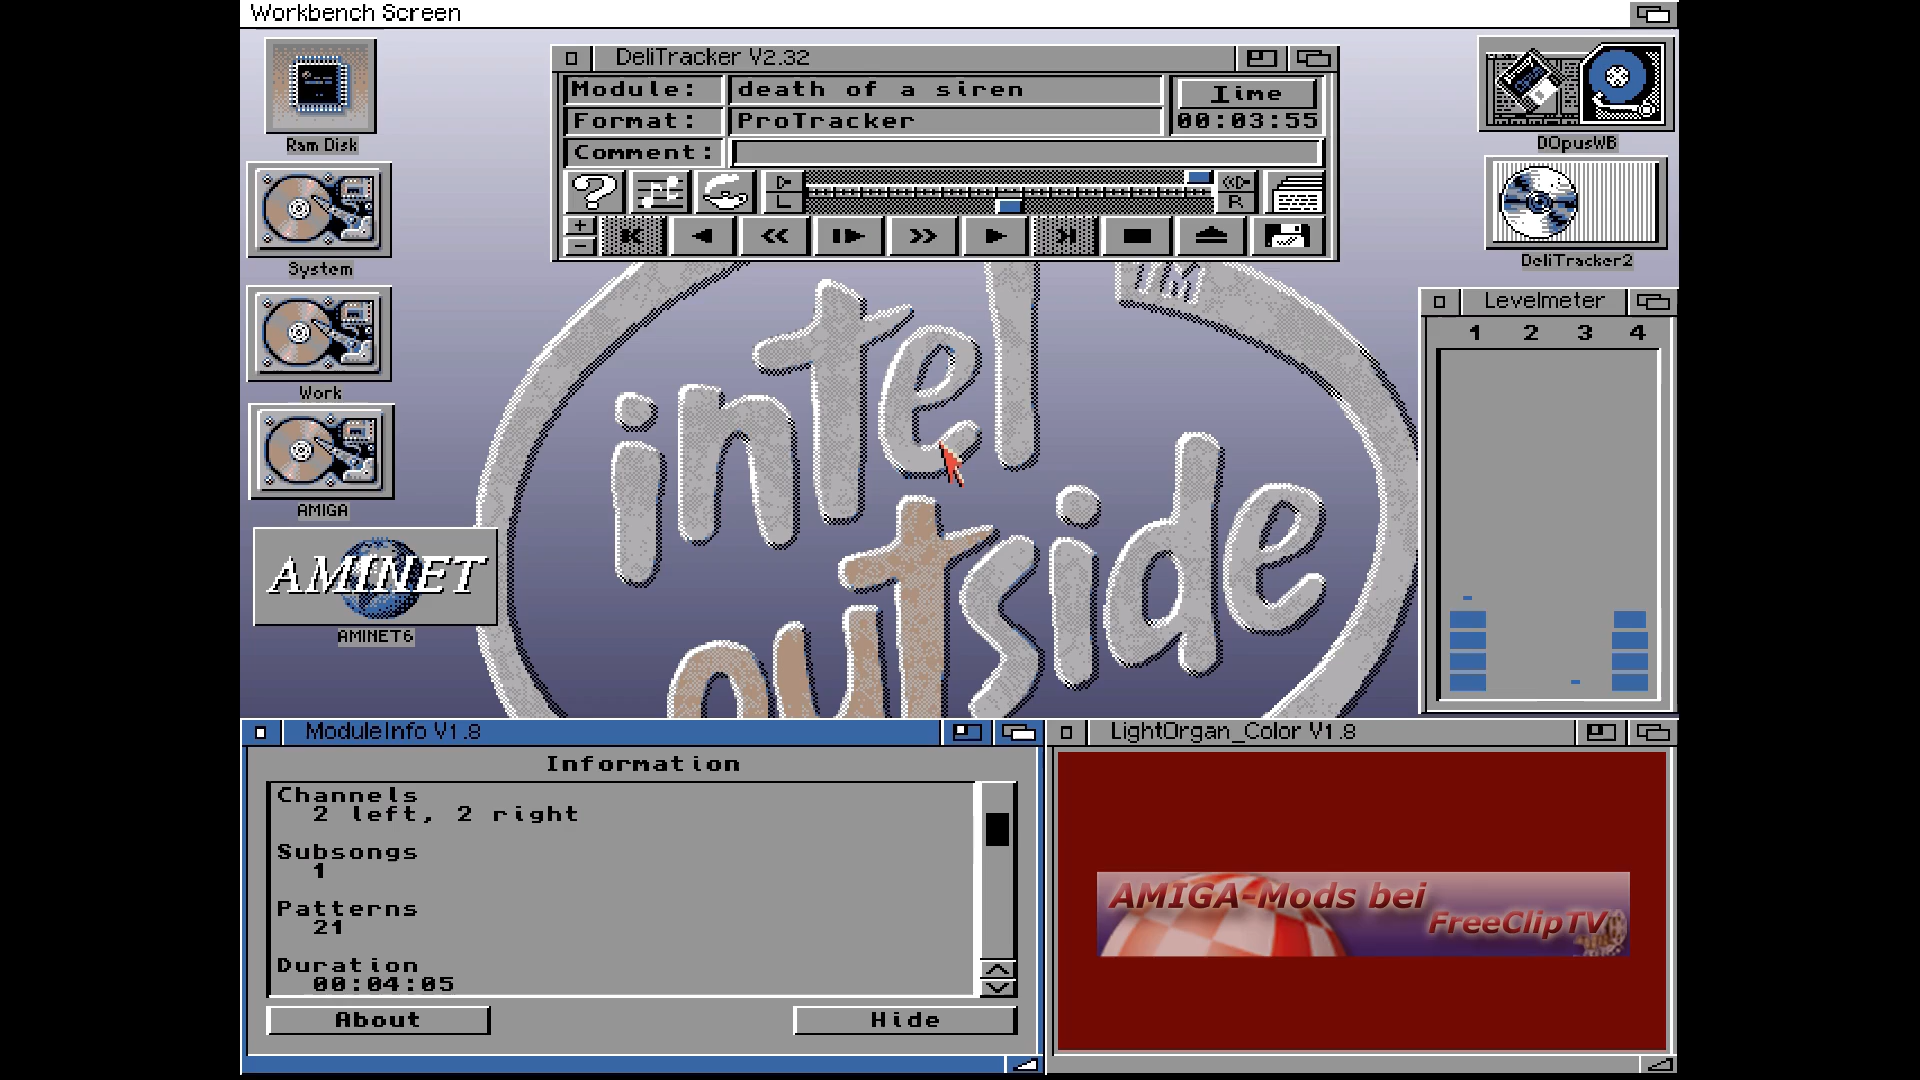 Workbench Screen
Ram Disk
System
Work
AMIGA
AMINET
AMINET6
DeliTracker V2.32
Module: death of a siren
Time
Format: ProTracker
00:03:55
Comment:
L
R
DOpusWB
DeliTracker2
Levelmeter
1 2 3 4
TM
intel
outside
ModuleInfo V1.8
Information
Channels
2 left, 2 right
Subsongs
1
Patterns
21
Duration
00:04:05
About
Hide
LightOrgan_Color V1.8
AMIGA-Mods bei
FreeClipTV